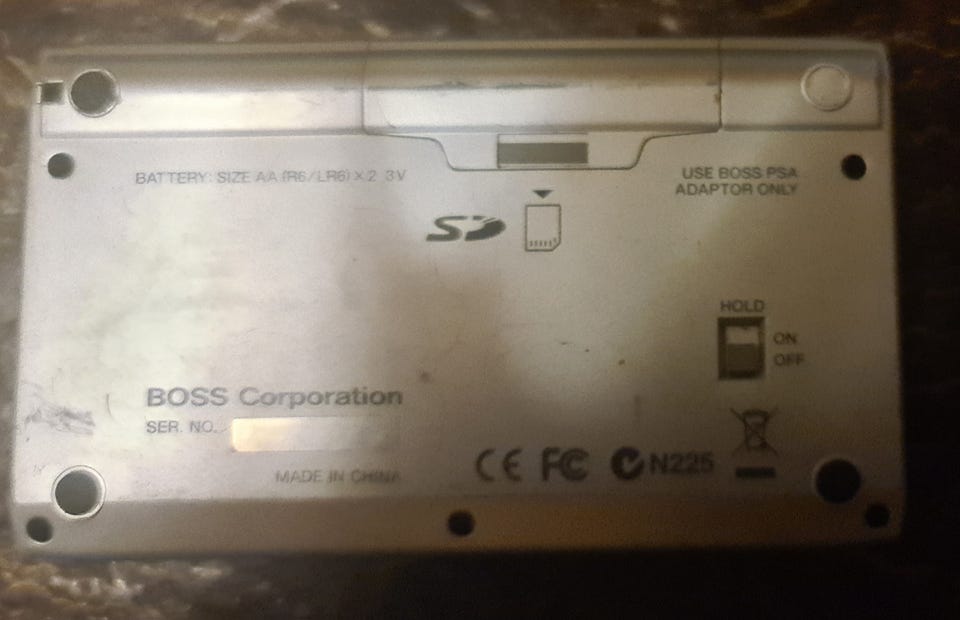 BATTERY: SIZE AA (R6/LR6) × 2 3V
USE BOSS PSA
ADAPTOR ONLY
SD
HOLD
ON
OFF
BOSS Corporation
SER. NO.
MADE IN CHINA
CE FC N225